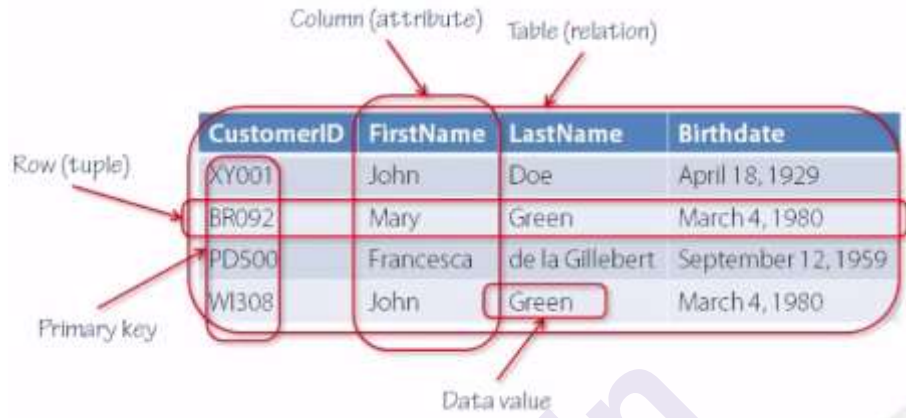 Column (attribute)
Table (relation)
CustomerID FirstName LastName Birthdate
Row (tuple)
XY001 John Doe April 18, 1929
BR092 Mary Green March 4, 1980
PD500 Francesca de la Gillebert September 12, 1959
WI308 John Green March 4, 1980
Primary key
Data value